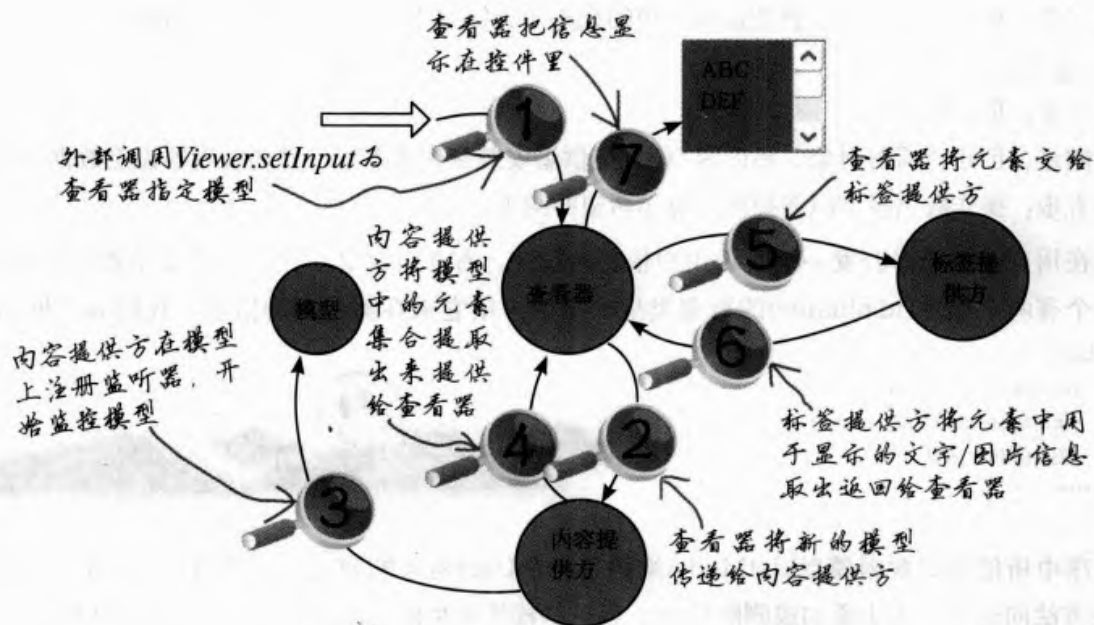 查看器把信息显
示在控件里
ABC
DEF
1
7
外部调用Viewer.setInput为
查看器指定模型
查看器将元素交给
标签提供方
5
内容提供
方将模型
中的元素
集合提取
出来提供
给查看器
模型
查看器
标签提
供方
6
内容提供方在模型
上注册监听器，开
始监控模型
标签提供方将元素中用
于显示的文字/图片信息
取出返回给查看器
4
2
3
内容提
供方
查看器将新的模型
传递给内容提供方